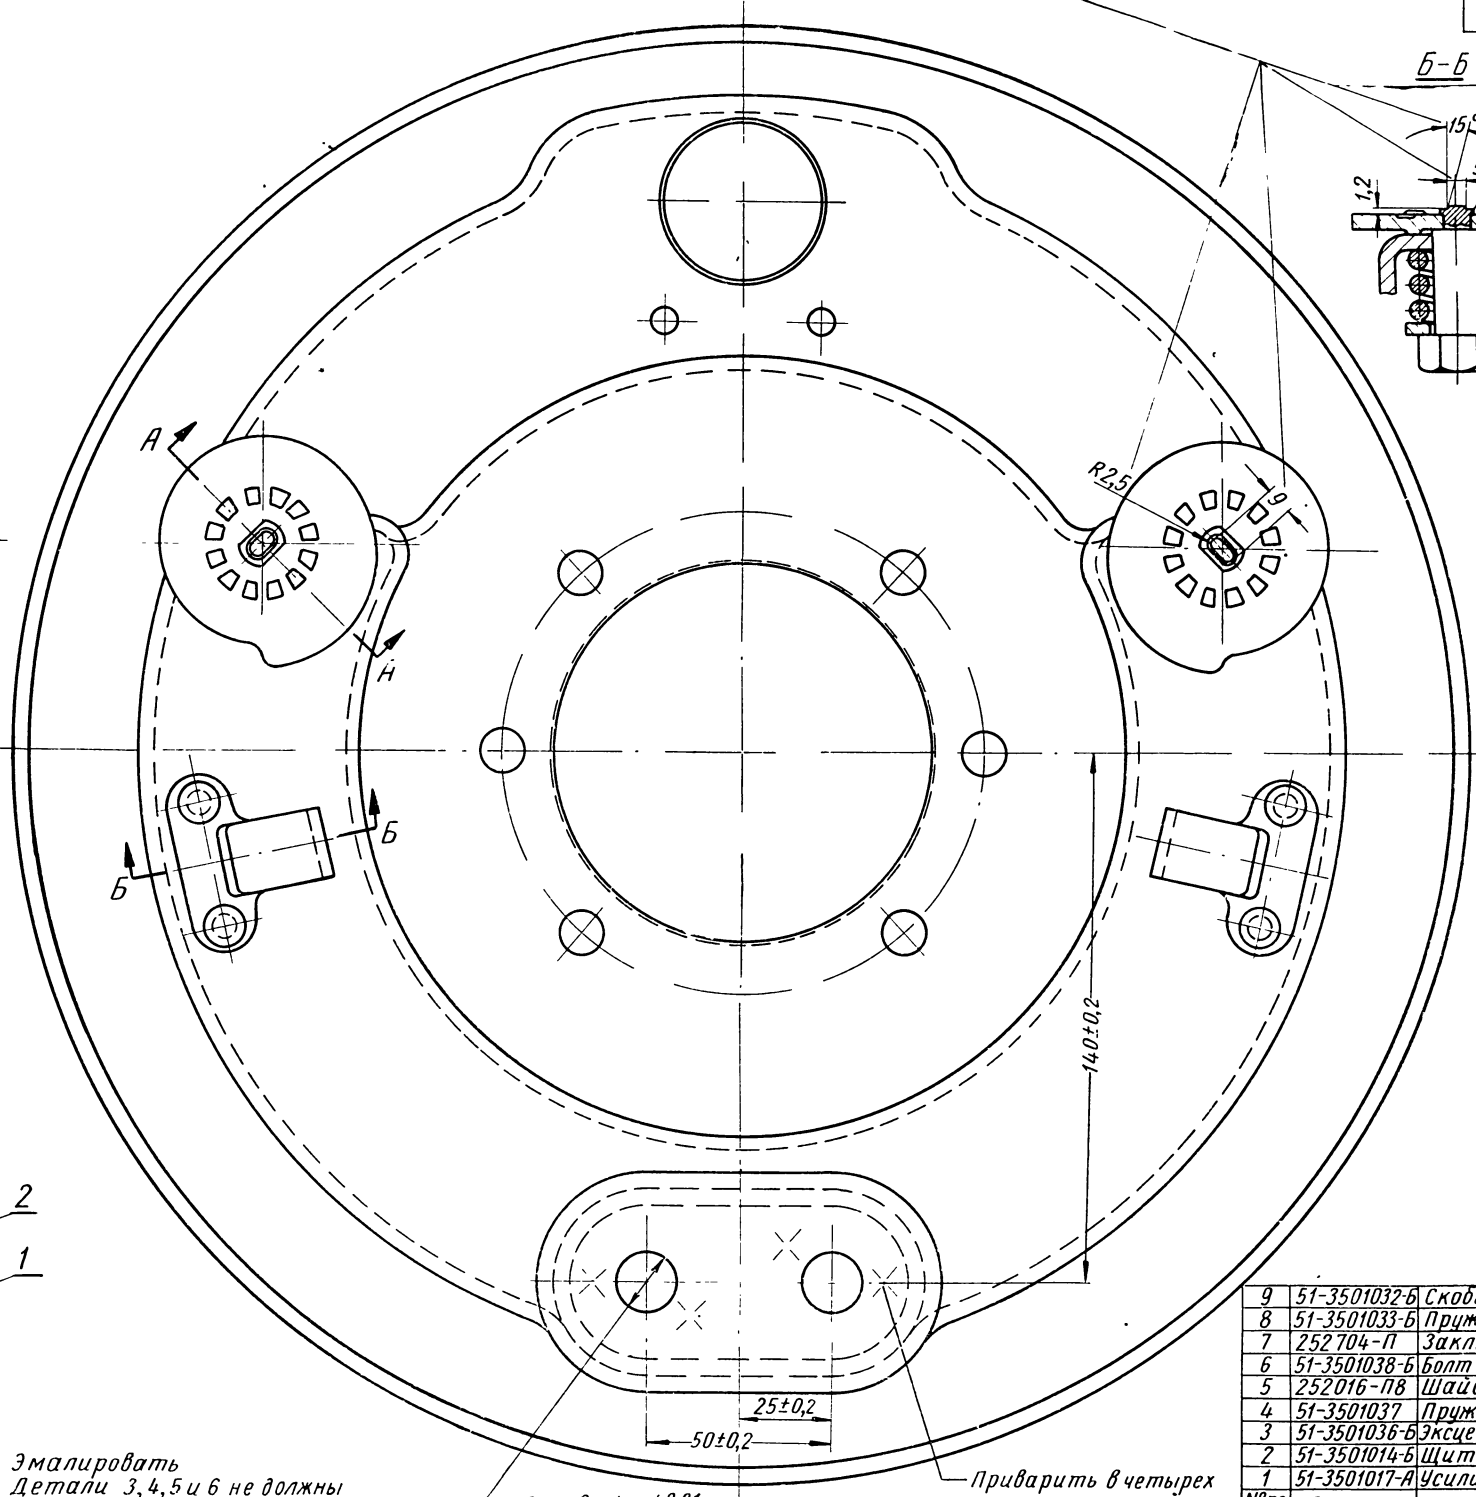 Б-Б
15°
1,2
А
R2,5
9
А
Б
Б
140±0,2
2
1
25±0,2
50±0,2
Эмалировать
Детали 3,4,5 и 6 не должны
Приварить в четырех
9 51-3501032-Б
8 51-3501033-Б
7 252704-П
6 51-3501038-Б Болт
5 252016-П8
4 51-3501037
3 51-3501036-Б
2 51-3501014-Б Щит
1 51-3501017-А